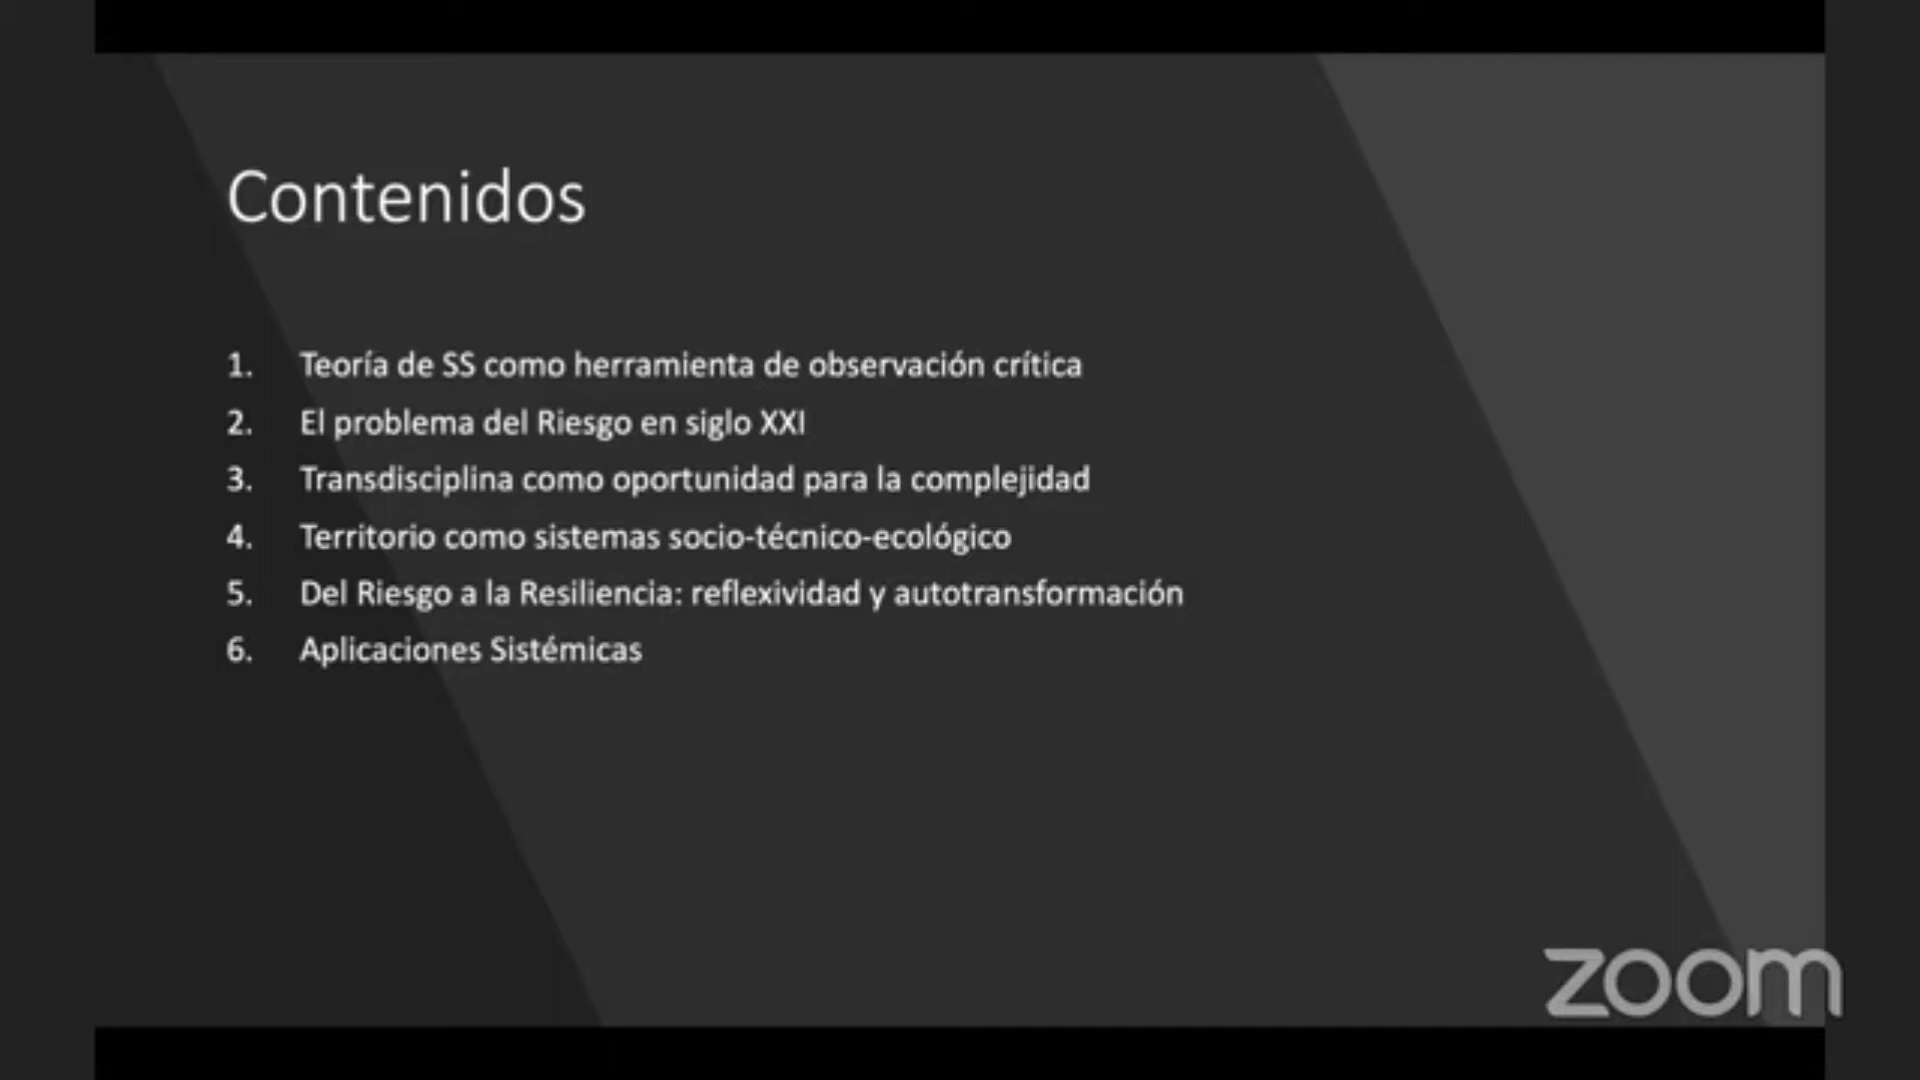 Contenidos
1. Teoría de SS como herramienta de observación crítica
2. El problema del Riesgo en siglo XXI
3. Transdisciplina como oportunidad para la complejidad
4. Territorio como sistemas socio-técnico-ecológico
5. Del Riesgo a la Resiliencia: reflexividad y autotransformación
6. Aplicaciones Sistémicas
zoom